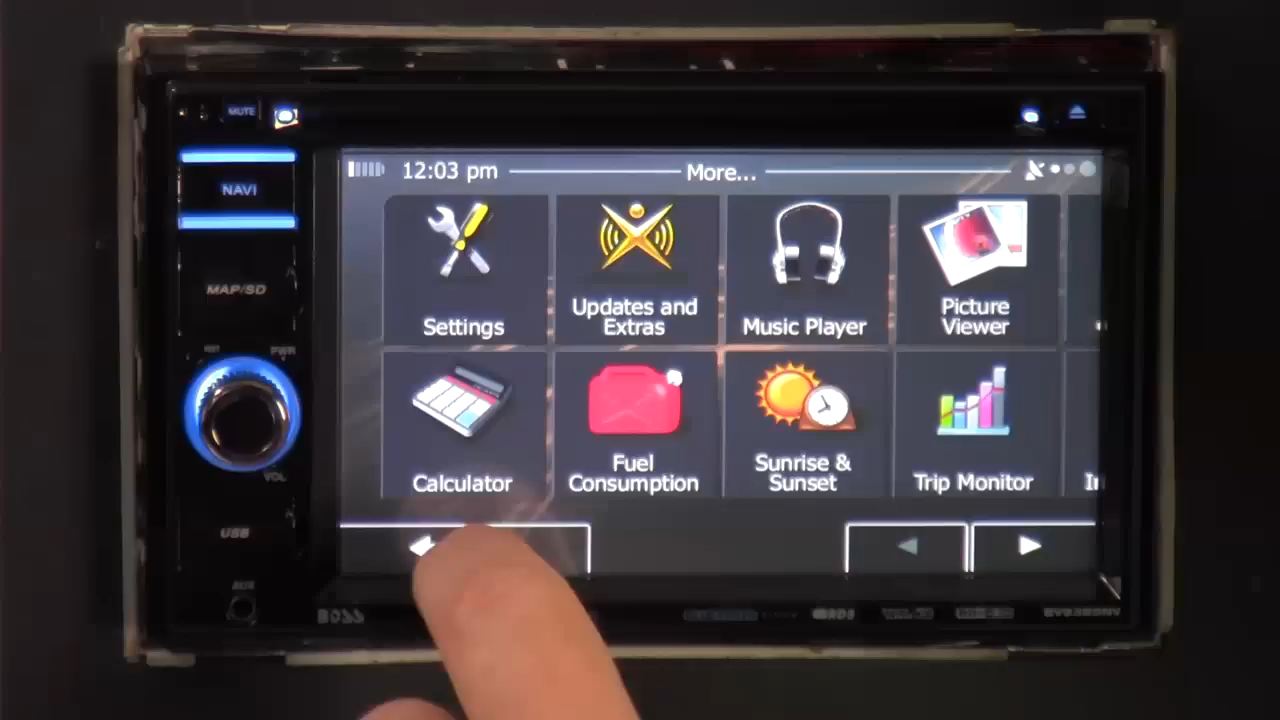 MUTE
NAVI
MAP/SD
PWR
VOL
USB
AUX
12:03 pm
More...
Settings
Updates and
Extras
Music Player
Picture
Viewer
Calculator
Fuel
Consumption
Sunrise &
Sunset
Trip Monitor
BOSS